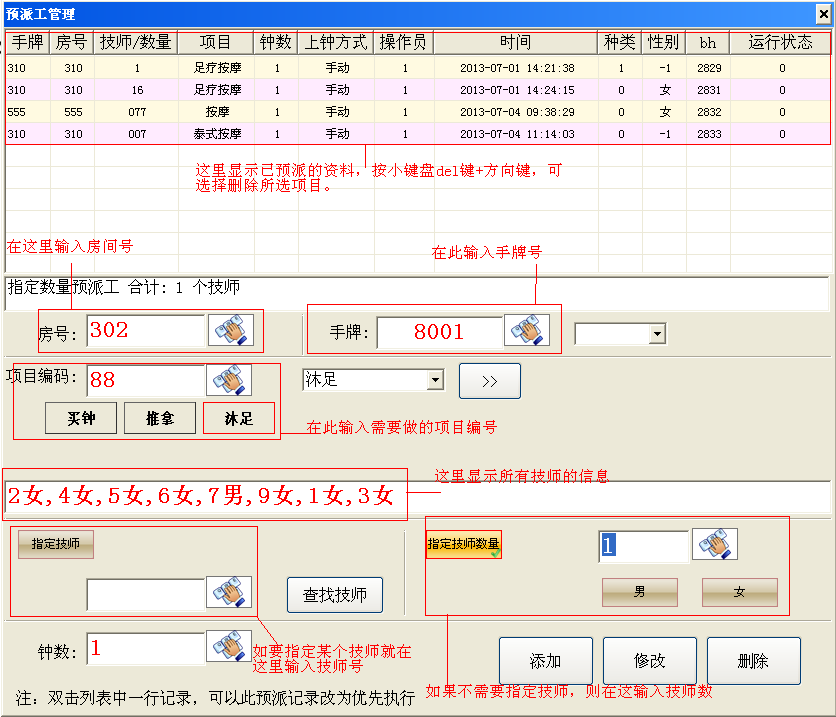 预派工管理
手牌 房号 技师/数量 项目 钟数 上钟方式 操作员 时间 种类 性别 bh 运行状态
310 310 1 足疗按摩 1 手动 1 2013-07-01 14:21:38 1 -1 2829 0
310 310 16 足疗按摩 1 手动 1 2013-07-01 14:24:15 0 女 2831 0
555 555 077 按摩 1 手动 1 2013-07-04 09:38:29 0 女 2832 0
310 310 007 泰式按摩 1 手动 1 2013-07-04 11:14:03 0 -1 2833 0
这里显示已预派的资料，按小键盘del键+方向键，可
选择删除所选项目。
在这里输入房间号
在此输入手牌号
指定数量预派工 合计: 1 个技师
房号: 302 手牌: 8001
项目编码: 88 沐足 >>
买钟 推拿 沐足
在此输入需要做的项目编号
这里显示所有技师的信息
2女,4女,5女,6女,7男,9女,1女,3女
指定技师 指定技师数量 1
查找技师 男 女
钟数: 1
如要指定某个技师就在
这里输入技师号
添加 修改 删除
如果不需要指定技师，则在这输入技师数
注: 双击列表中一行记录, 可以此预派记录改为优先执行